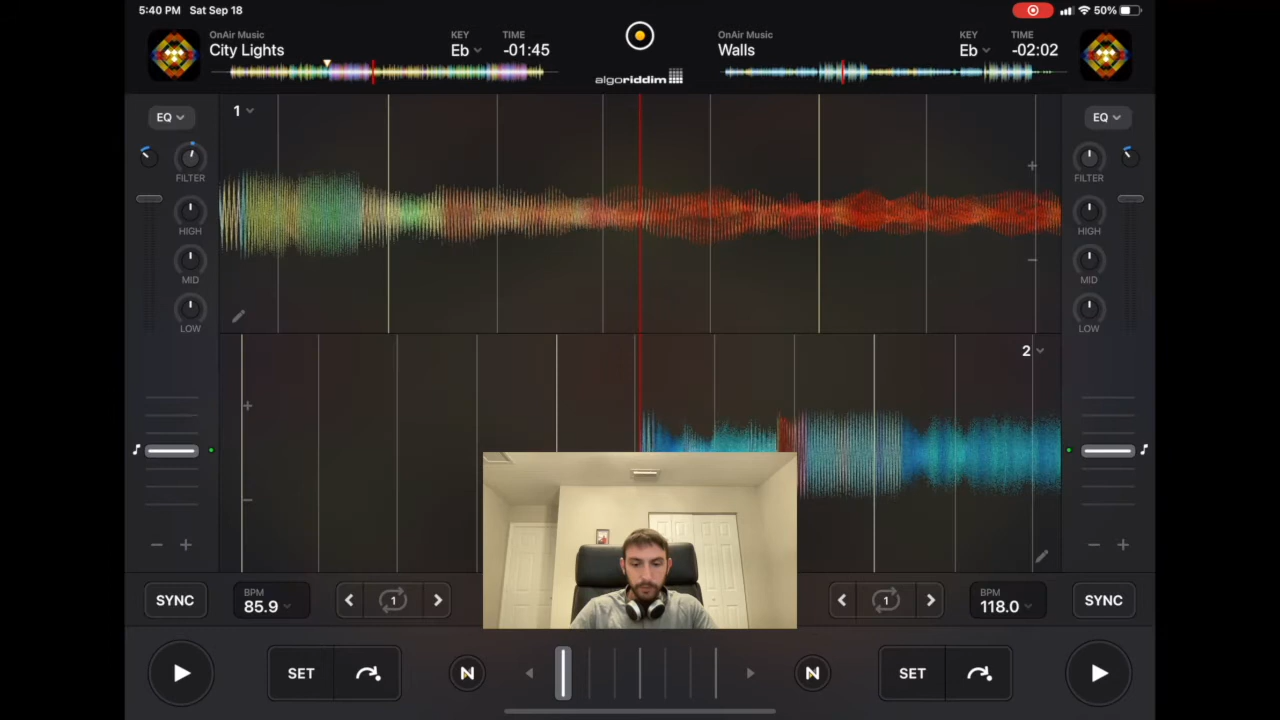 5:40 PM Sat Sep 18
50%
OnAir Music
City Lights
KEY
Eb
TIME
-01:45
algoriddim
OnAir Music
Walls
KEY
Eb
TIME
-02:02
EQ
1
EQ
FILTER
FILTER
HIGH
HIGH
MID
MID
LOW
LOW
2
SYNC
BPM
85.9
1
1
BPM
118.0
SYNC
SET
N
N
SET